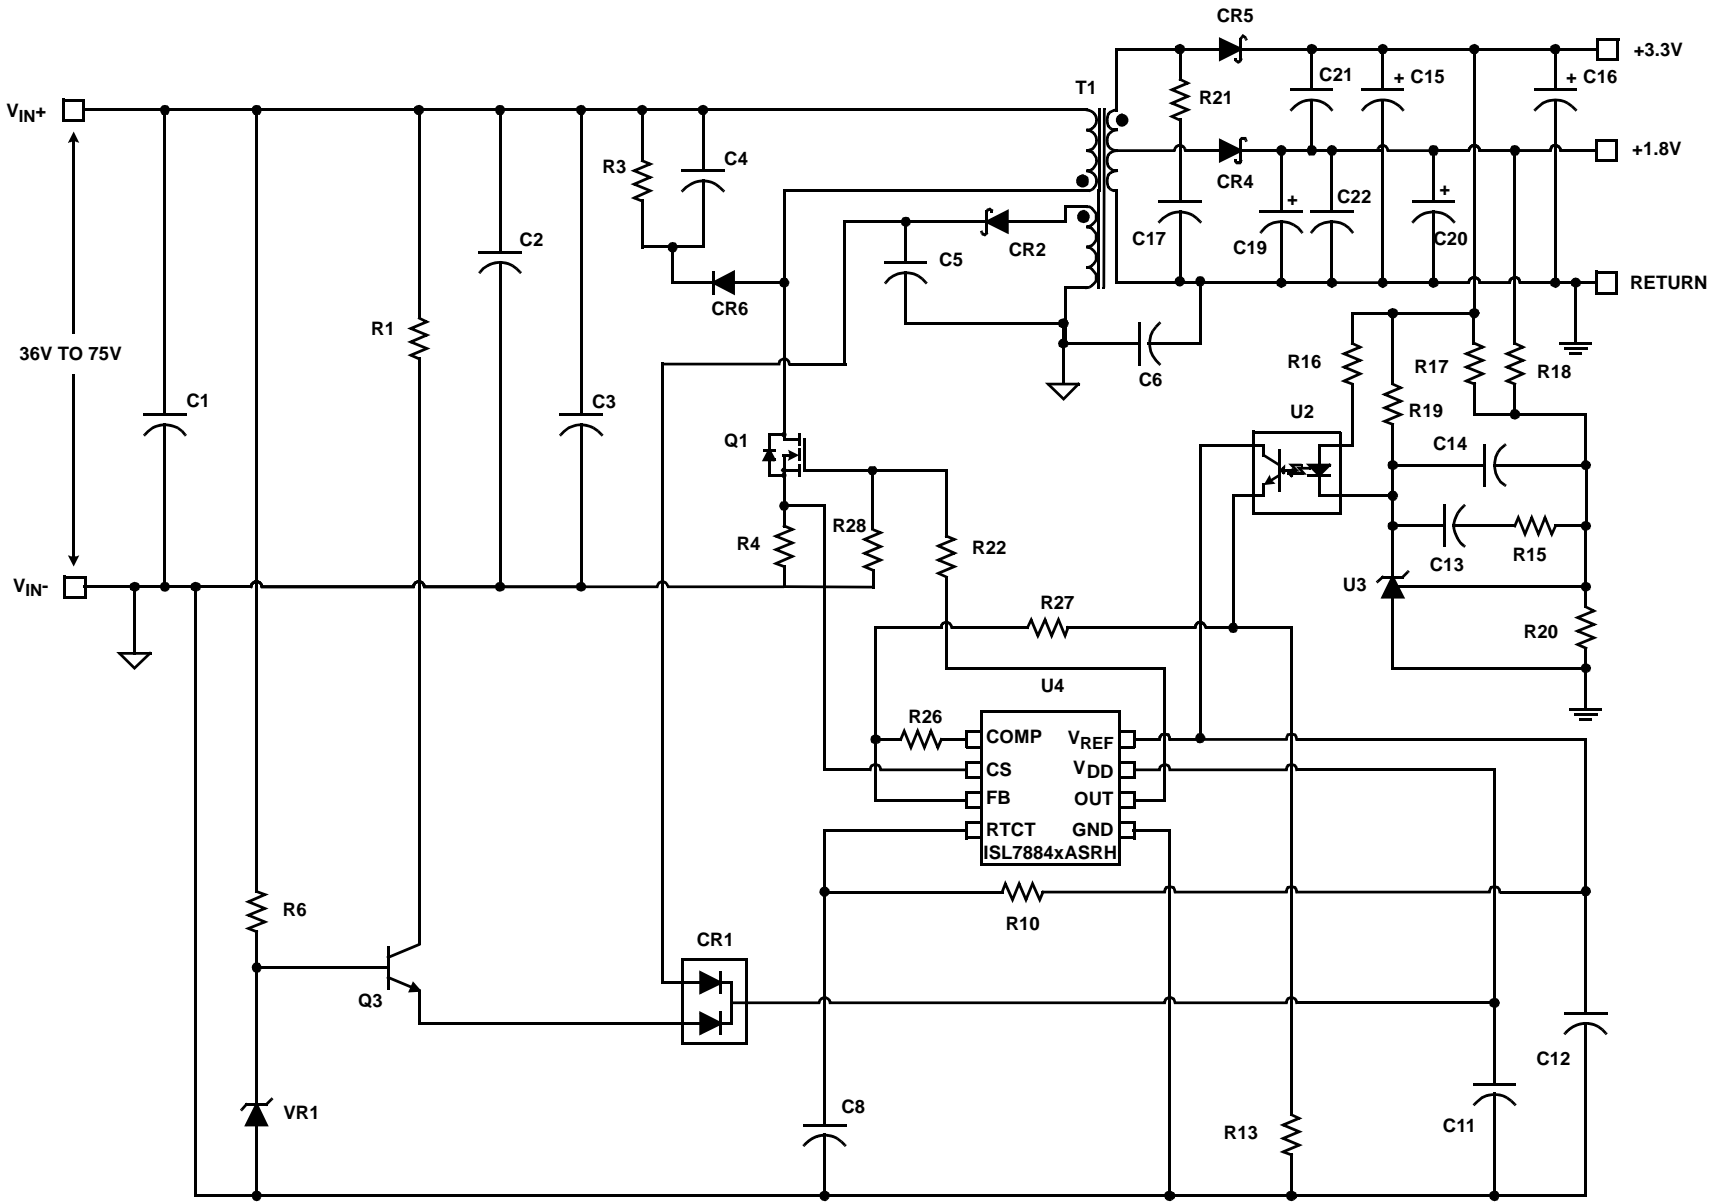 CR5
+3.3V
C21
+ C15
+ C16
T1
R21
VIN+
+1.8V
R3
C4
CR4
C22
+
+
C17
C19
C20
C2
C5
CR2
RETURN
CR6
R1
36V TO 75V
R16
R17
R18
C6
C1
C3
U2
R19
Q1
C14
R28
R4
R22
C13
R15
VIN-
U3
R27
R20
U4
R26
COMP
VREF
CS
VDD
FB
OUT
RTCT
GND
ISL7884xASRH
R6
R10
CR1
Q3
C12
VR1
C8
C11
R13